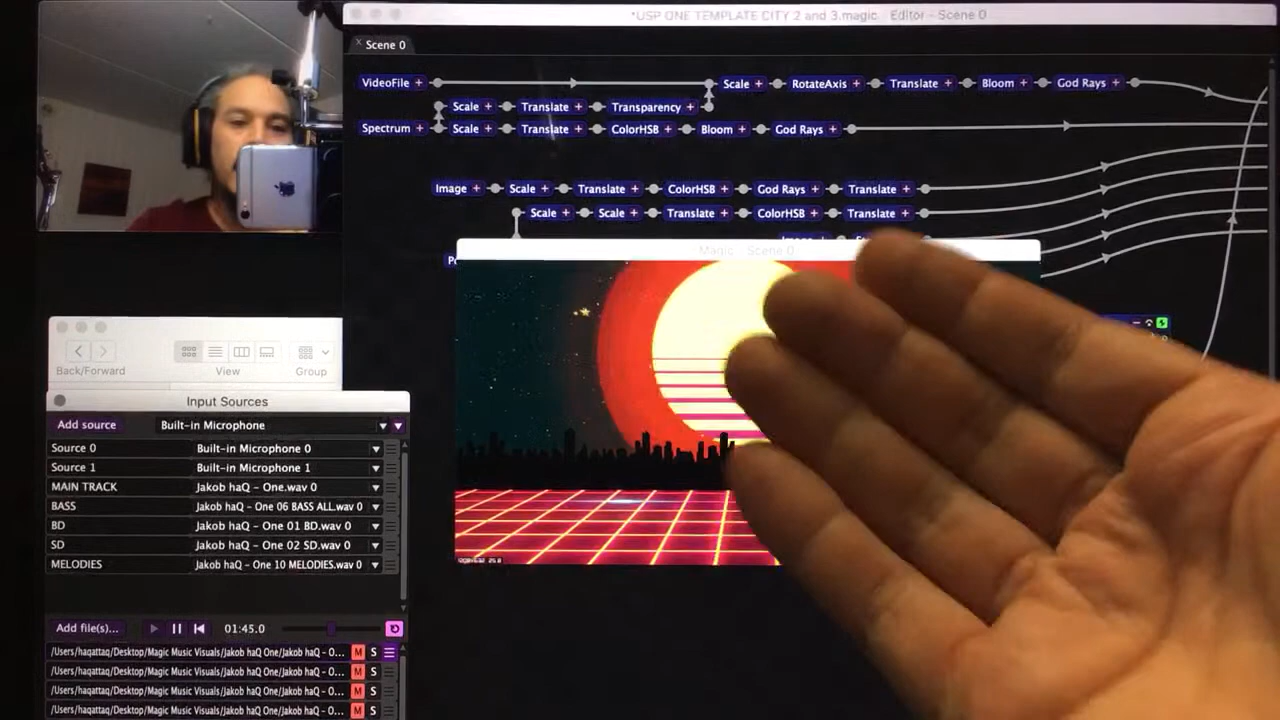 *USP ONE TEMPLATE CITY 2 and 3.magic - Editor - Scene 0
Scene 0
VideoFile + Scale + RotateAxis + Translate + Bloom + God Rays +
Scale + Translate + Transparency +
Spectrum + Scale + Translate + ColorHSB + Bloom + God Rays +
Image + Scale + Translate + ColorHSB + God Rays + Translate +
Scale + Scale + Translate + ColorHSB + Translate +
Magic - Scene 0
Back/Forward View Group
Input Sources
Add source Built-in Microphone
Source 0 Built-in Microphone 0
Source 1 Built-in Microphone 1
MAIN TRACK Jakob haQ - One.wav 0
BASS Jakob haQ - One 06 BASS ALL.wav 0
BD Jakob haQ - One 01 BD.wav 0
SD Jakob haQ - One 02 SD.wav 0
MELODIES Jakob haQ - One 10 MELODIES.wav 0
Add file(s)... 01:45.0
/Users/haqattaq/Desktop/Magic Music Visuals/Jakob haQ One/Jakob haQ - O... M S
/Users/haqattaq/Desktop/Magic Music Visuals/Jakob haQ One/Jakob haQ - O... M S
/Users/haqattaq/Desktop/Magic Music Visuals/Jakob haQ One/Jakob haQ - O... M S
/Users/haqattaq/Desktop/Magic Music Visuals/Jakob haQ One/Jakob haQ - O... M S